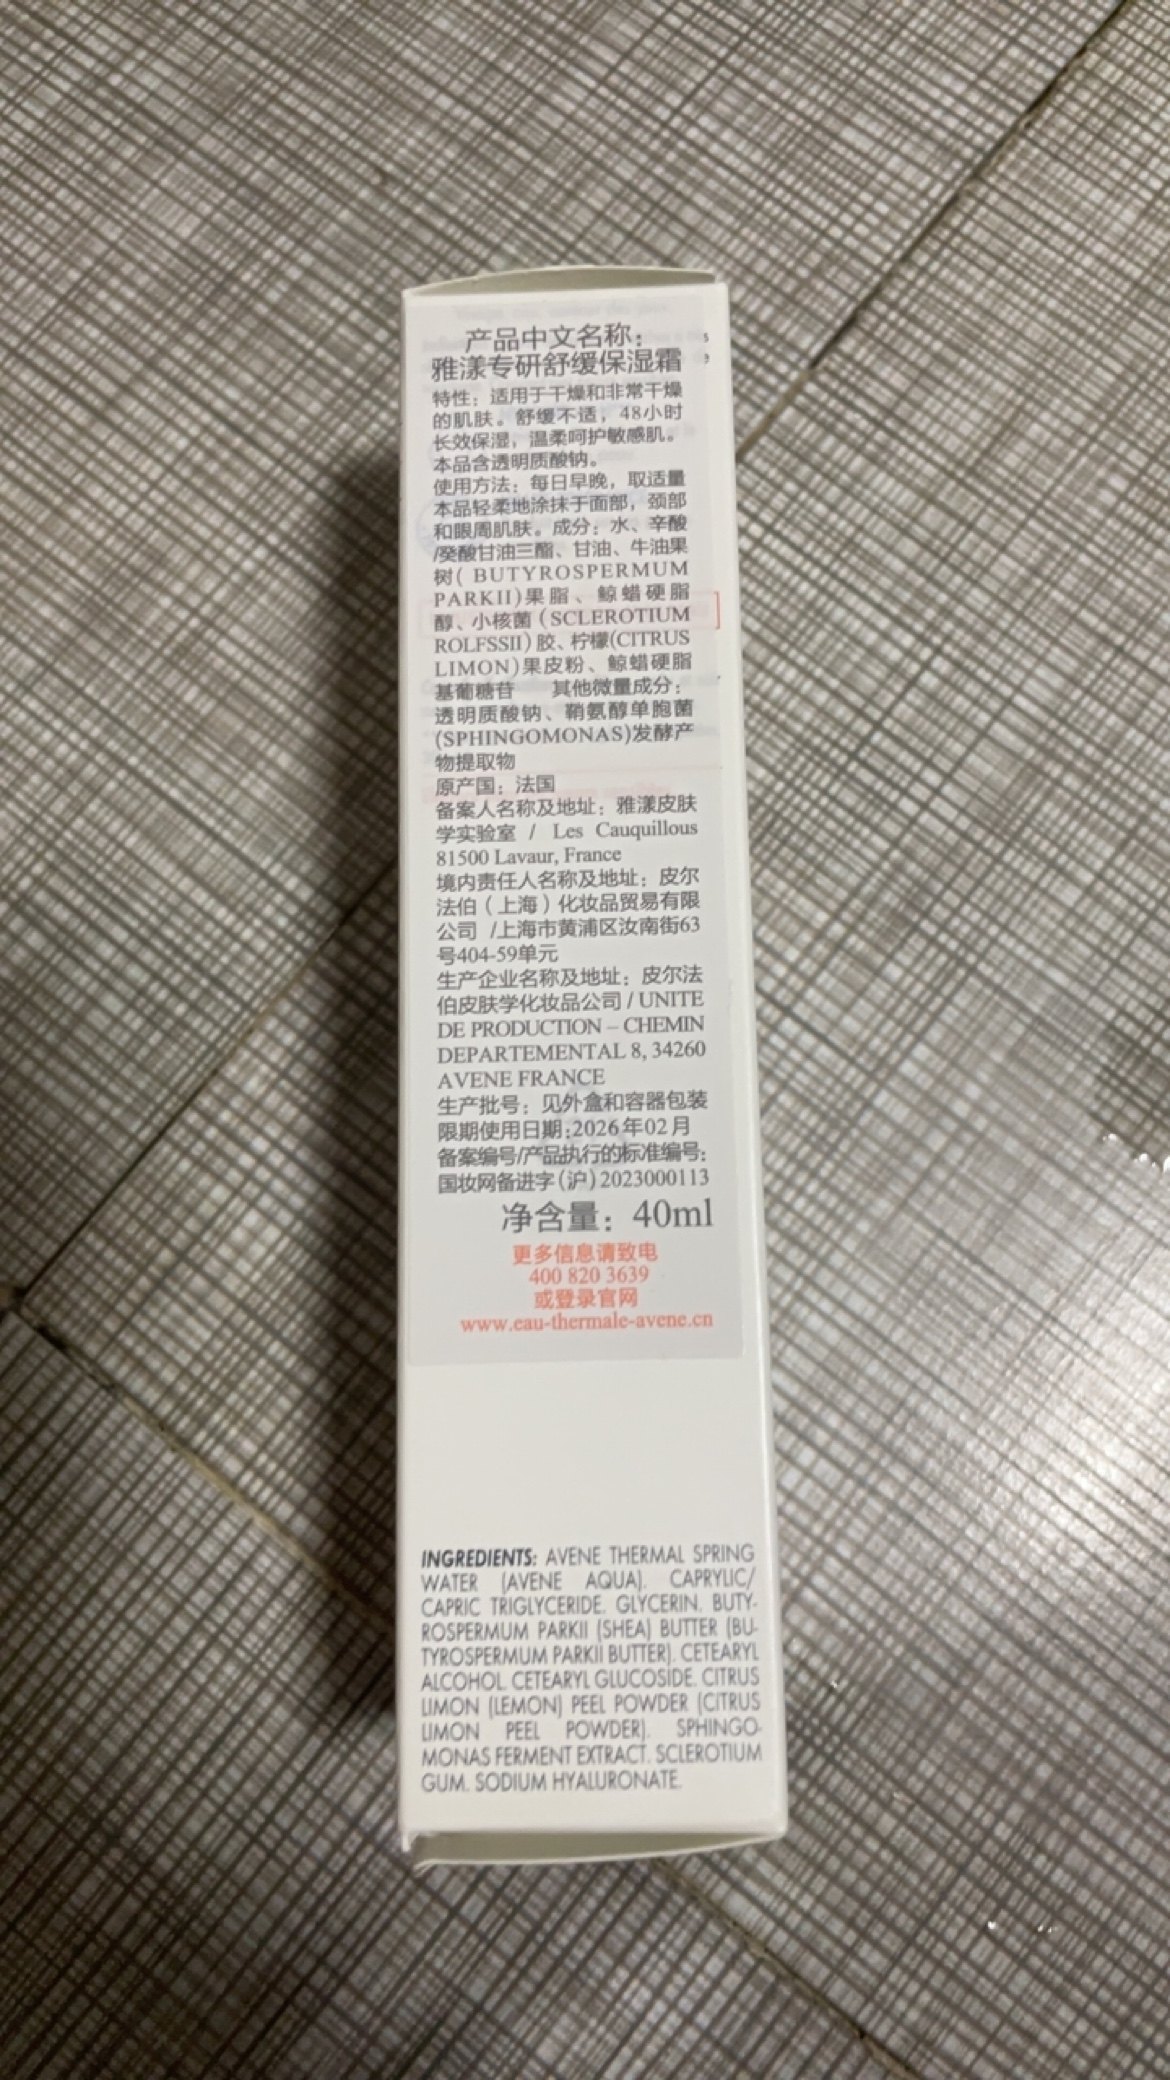 产品中文名称：
雅漾专研舒缓保湿霜
特性：适用于干燥和非常干燥
的肌肤。舒缓不适，48小时
长效保湿，温柔呵护敏感肌。
本品含透明质酸钠。
使用方法：每日早晚，取适量
本品轻柔地涂抹于面部，颈部
和眼周肌肤。成分：水、辛酸
/癸酸甘油三酯、甘油、牛油果
树( BUTYROSPERMUM
PARKII)果脂、鲸蜡硬脂
醇、小核菌（SCLEROTIUM
ROLFSSII）胶、柠檬(CITRUS
LIMON)果皮粉、鲸蜡硬脂
基葡糖苷 其他微量成分：
透明质酸钠、鞘氨醇单胞菌
(SPHINGOMONAS)发酵产
物提取物
原产国：法国
备案人名称及地址：雅漾皮肤
学实验室 / Les Cauquillous
81500 Lavaur, France
境内责任人名称及地址：皮尔
法伯（上海）化妆品贸易有限
公司 /上海市黄浦区汝南街63
号404-59单元
生产企业名称及地址：皮尔法
伯皮肤学化妆品公司 / UNITE
DE PRODUCTION – CHEMIN
DEPARTEMENTAL 8, 34260
AVENE FRANCE
生产批号：见外盒和容器包装
限期使用日期:2026年02月
备案编号/产品执行的标准编号:
国妆网备进字（沪）2023000113
净含量：40ml
更多信息请致电
400 820 3639
或登录官网
www.eau-thermale-avene.cn
INGREDIENTS: AVENE THERMAL SPRING
WATER (AVENE AQUA). CAPRYLIC/
CAPRIC TRIGLYCERIDE. GLYCERIN. BUTY-
ROSPERMUM PARKII (SHEA) BUTTER (BU-
TYROSPERMUM PARKII BUTTER). CETEARYL
ALCOHOL. CETEARYL GLUCOSIDE. CITRUS
LIMON (LEMON) PEEL POWDER (CITRUS
LIMON PEEL POWDER). SPHINGO-
MONAS FERMENT EXTRACT. SCLEROTIUM
GUM. SODIUM HYALURONATE.